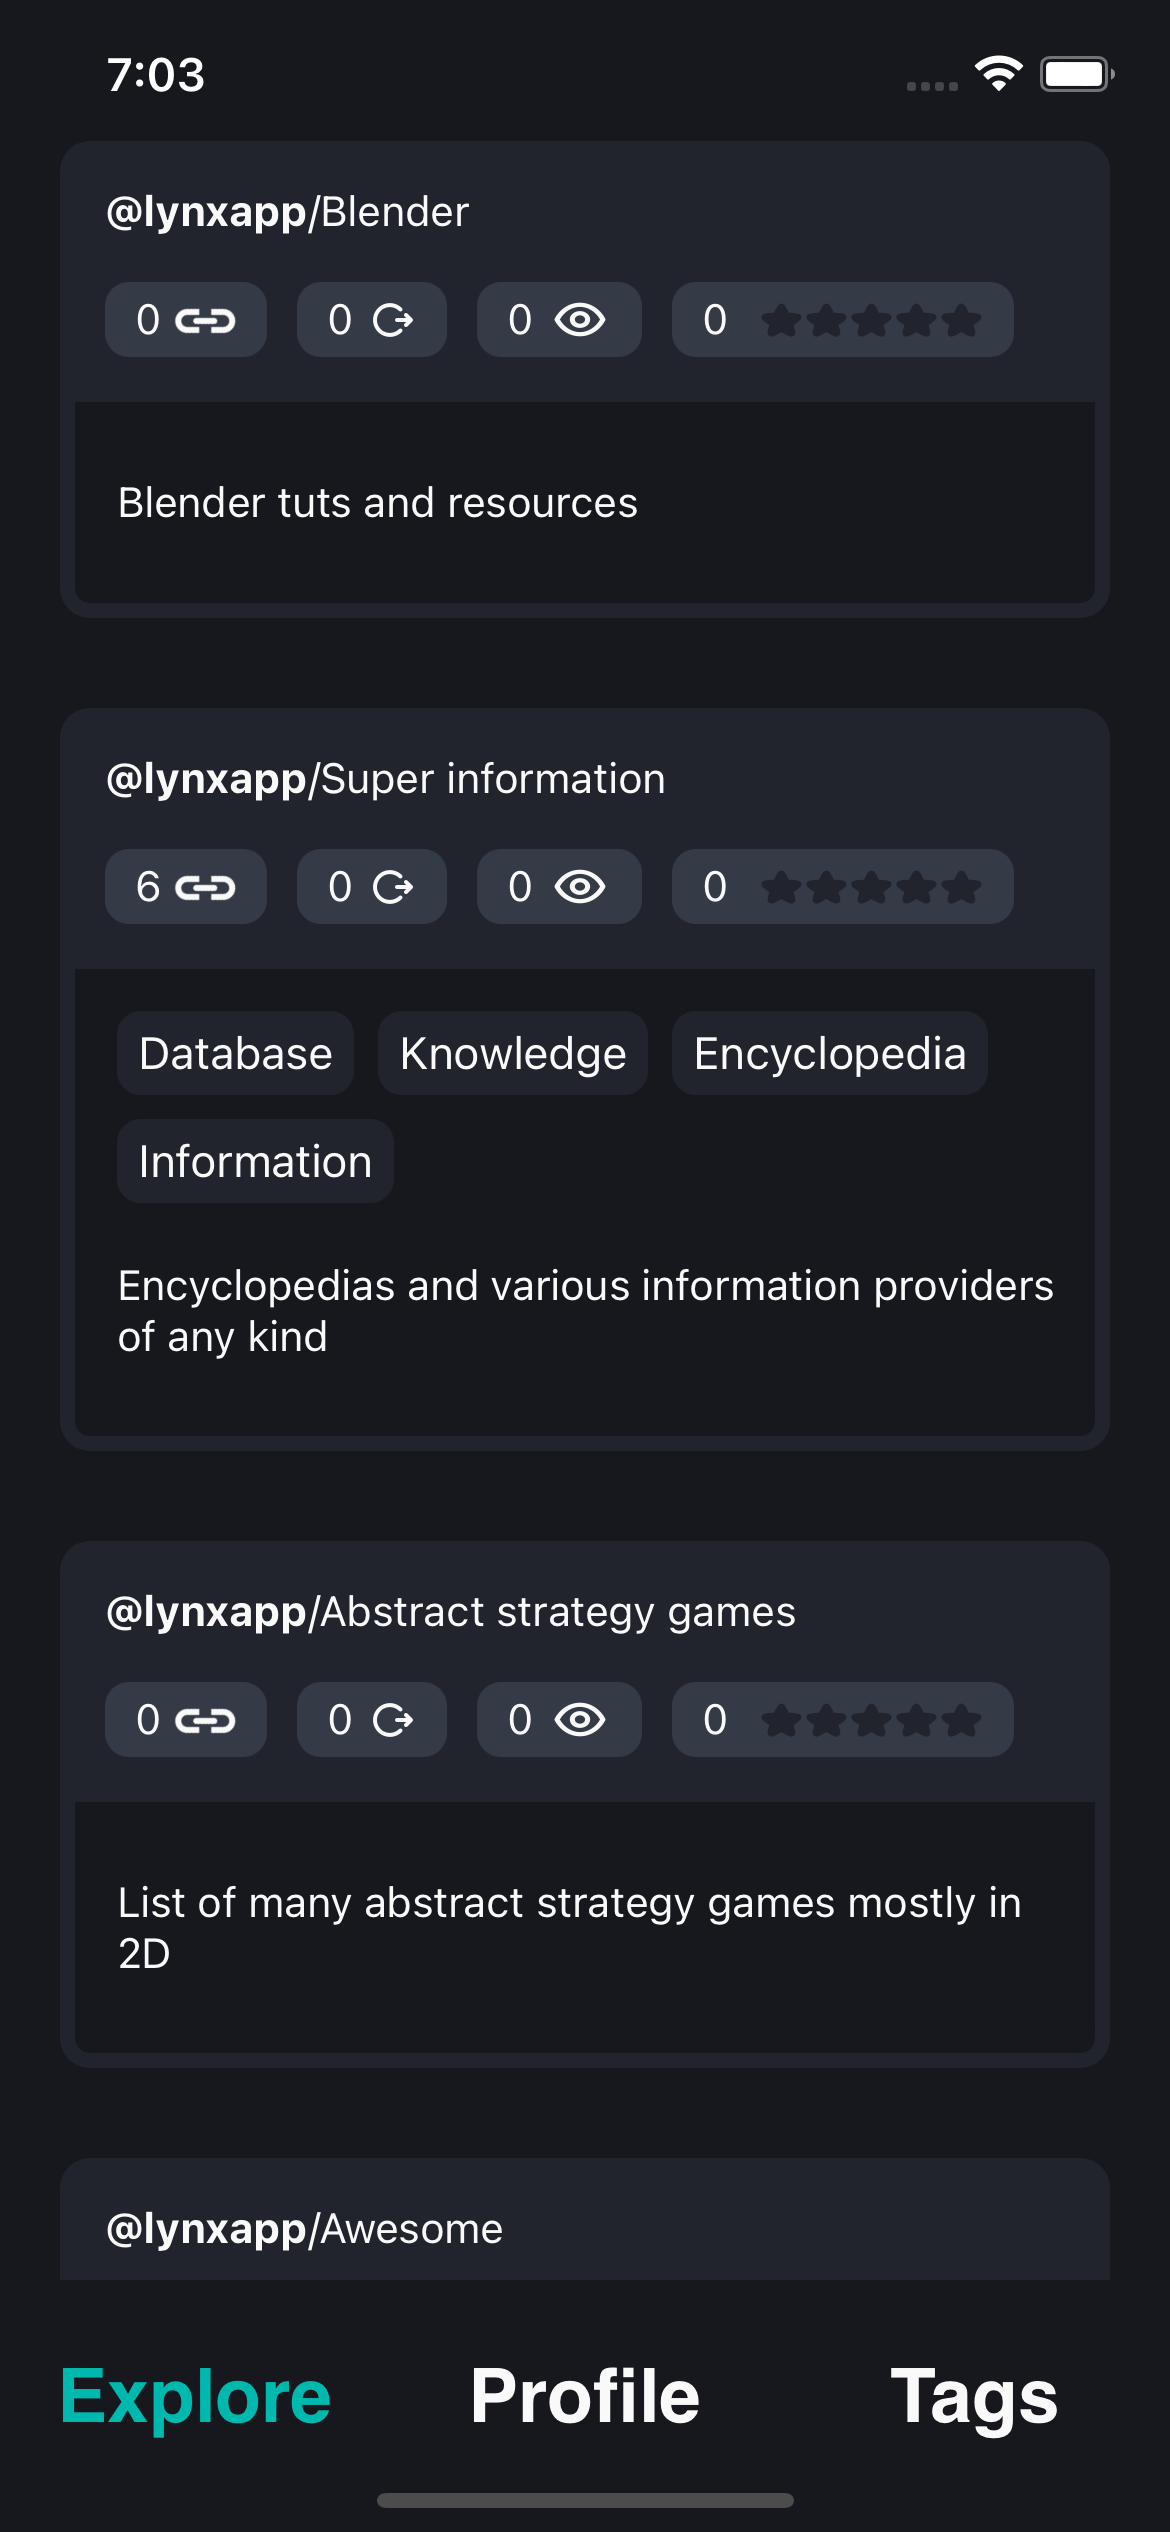 7:03
@lynxapp/Blender
0 0 0 0
Blender tuts and resources
@lynxapp/Super information
6 0 0 0
Database Knowledge Encyclopedia
Information
Encyclopedias and various information providers
of any kind
@lynxapp/Abstract strategy games
0 0 0 0
List of many abstract strategy games mostly in
2D
@lynxapp/Awesome
Explore Profile Tags